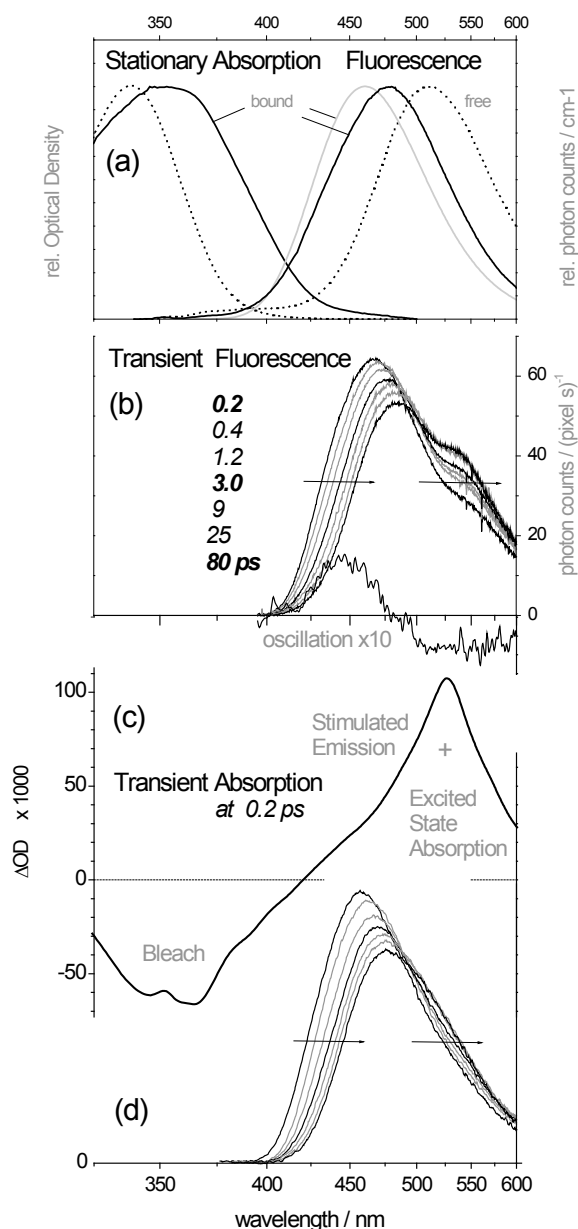 350 400 450 500 550 600
Stationary Absorption Fluorescence
bound
free
(a)
rel. Optical Density
rel. photon counts / cm-1
Transient Fluorescence
(b)
0.2
0.4
1.2
3.0
9
25
80 ps
60
40
20
0
photon counts / (pixel s)-1
oscillation x10
(c)
100
50
0
-50
ΔOD x 1000
Stimulated
Emission
+
Excited
State
Absorption
Transient Absorption
at 0.2 ps
Bleach
(d)
0
350 400 450 500 550 600
wavelength / nm